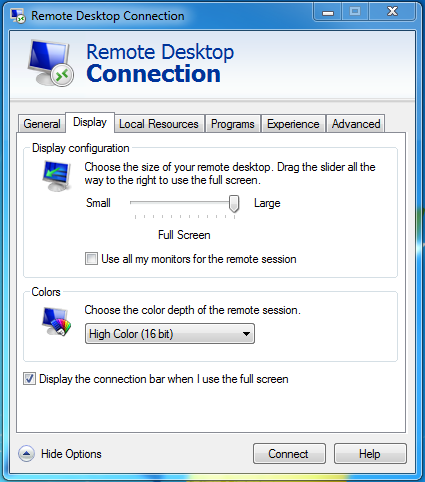 Remote Desktop Connection
Remote Desktop
Connection
General Display Local Resources Programs Experience Advanced
Display configuration
Choose the size of your remote desktop. Drag the slider all the
way to the right to use the full screen.
Small Large
Full Screen
Use all my monitors for the remote session
Colors
Choose the color depth of the remote session.
High Color (16 bit)
Display the connection bar when I use the full screen
Hide Options Connect Help